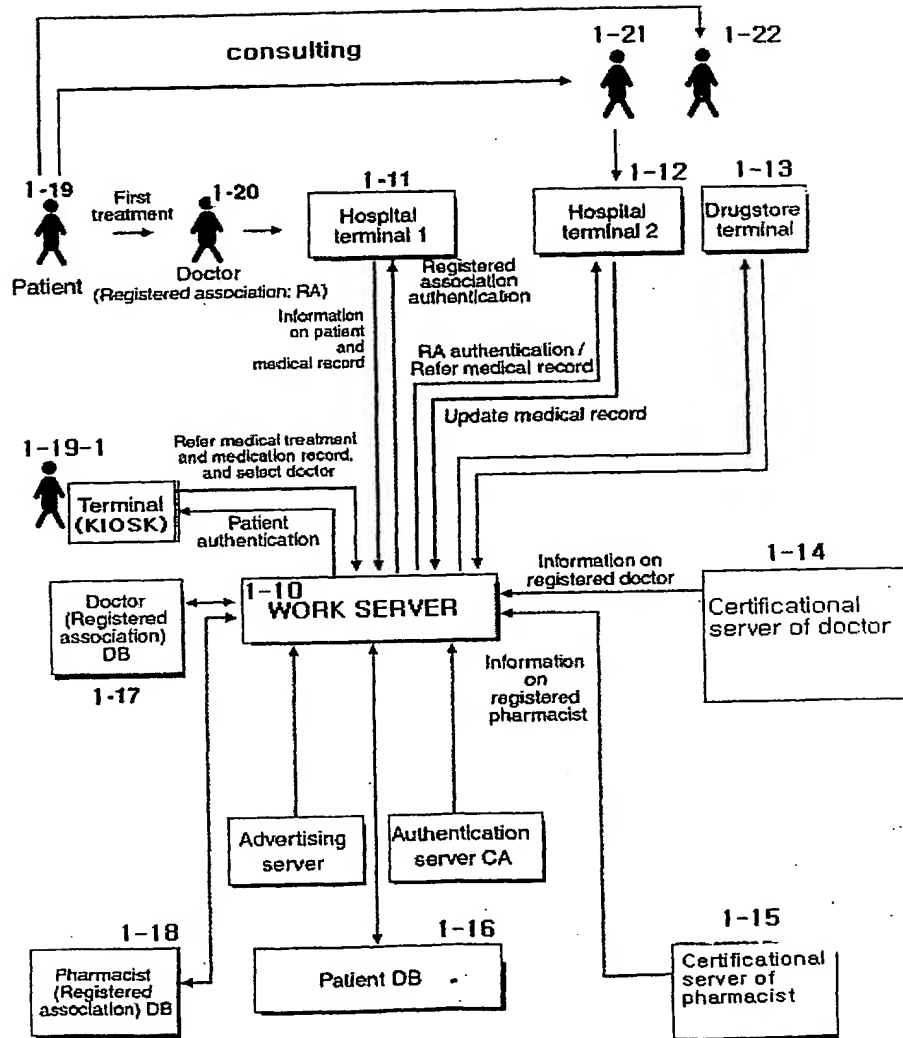 1-21
1-22
consulting
1-19
First
treatment
1-20
1-11
1-12
1-13
Patient
Doctor
(Registered association: RA)
Hospital
terminal 1
Hospital
terminal 2
Drugstore
terminal
Registered
association
authentication
Information
on patient
and
medical record
RA authentication /
Refer medical record
Update medical record
1-19-1
Refer medical treatment
and medication record,
and select doctor
Terminal
(KIOSK)
Patient
authentication
1-10
WORK SERVER
Information on
registered doctor
1-14
Certificational
server of doctor
Doctor
(Registered
association)
DB
1-17
Information
on
registered
pharmacist
Advertising
server
Authentication
server CA
1-18
Pharmacist
(Registered
association) DB
1-16
Patient DB
1-15
Certificational
server of
pharmacist